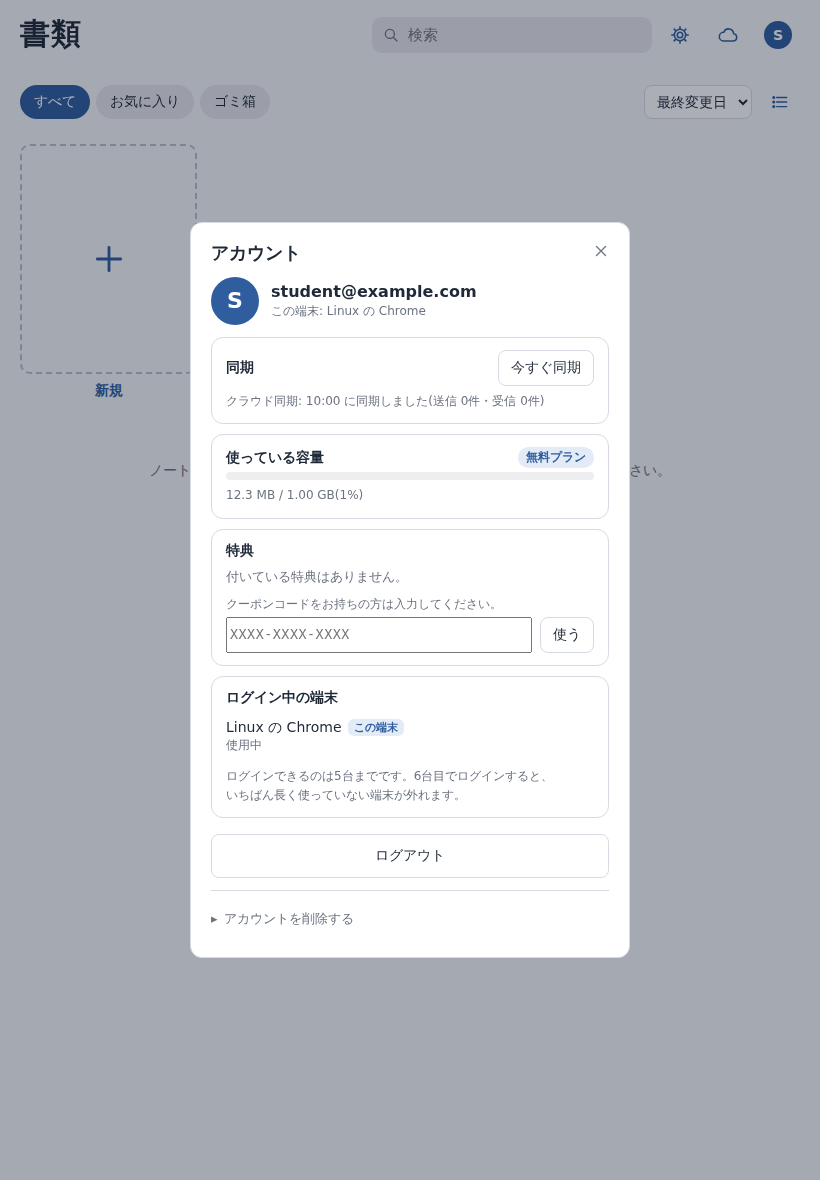 書類
検索
S
すべて
お気に入り
ゴミ箱
最終変更日
新規
ノート
さい。
アカウント
S
student@example.com
この端末: Linux の Chrome
同期
今すぐ同期
クラウド同期: 10:00 に同期しました(送信 0件・受信 0件)
使っている容量
無料プラン
12.3 MB / 1.00 GB(1%)
特典
付いている特典はありません。
クーポンコードをお持ちの方は入力してください。
XXXX-XXXX-XXXX
使う
ログイン中の端末
Linux の Chrome この端末
使用中
ログインできるのは5台までです。6台目でログインすると、
いちばん長く使っていない端末が外れます。
ログアウト
▸ アカウントを削除する